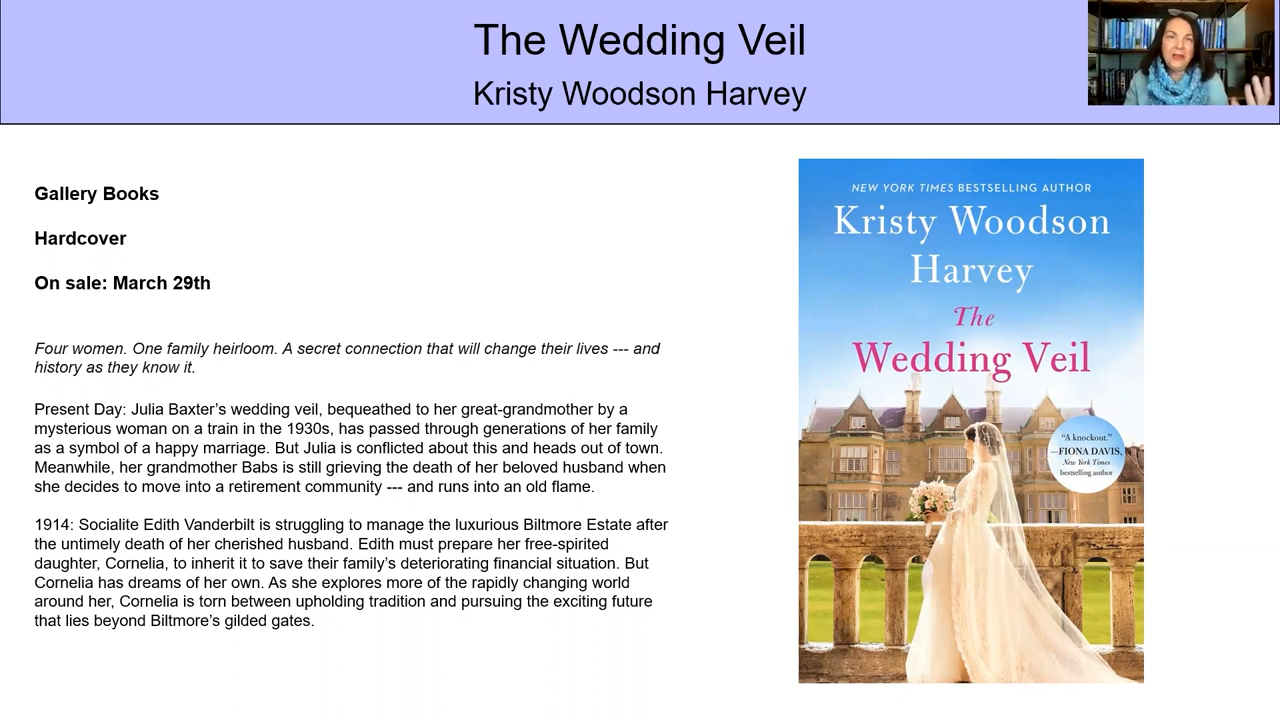 The Wedding Veil
Kristy Woodson Harvey
Gallery Books
Hardcover
On sale: March 29th
Four women. One family heirloom. A secret connection that will change their lives --- and
history as they know it.
Present Day: Julia Baxter’s wedding veil, bequeathed to her great-grandmother by a
mysterious woman on a train in the 1930s, has passed through generations of her family
as a symbol of a happy marriage. But Julia is conflicted about this and heads out of town.
Meanwhile, her grandmother Babs is still grieving the death of her beloved husband when
she decides to move into a retirement community --- and runs into an old flame.
1914: Socialite Edith Vanderbilt is struggling to manage the luxurious Biltmore Estate after
the untimely death of her cherished husband. Edith must prepare her free-spirited
daughter, Cornelia, to inherit it to save their family’s deteriorating financial situation. But
Cornelia has dreams of her own. As she explores more of the rapidly changing world
around her, Cornelia is torn between upholding tradition and pursuing the exciting future
that lies beyond Biltmore’s gilded gates.
NEW YORK TIMES BESTSELLING AUTHOR
Kristy Woodson
Harvey
The
Wedding Veil
“A knockout.”
—FIONA DAVIS,
New York Times
bestselling author